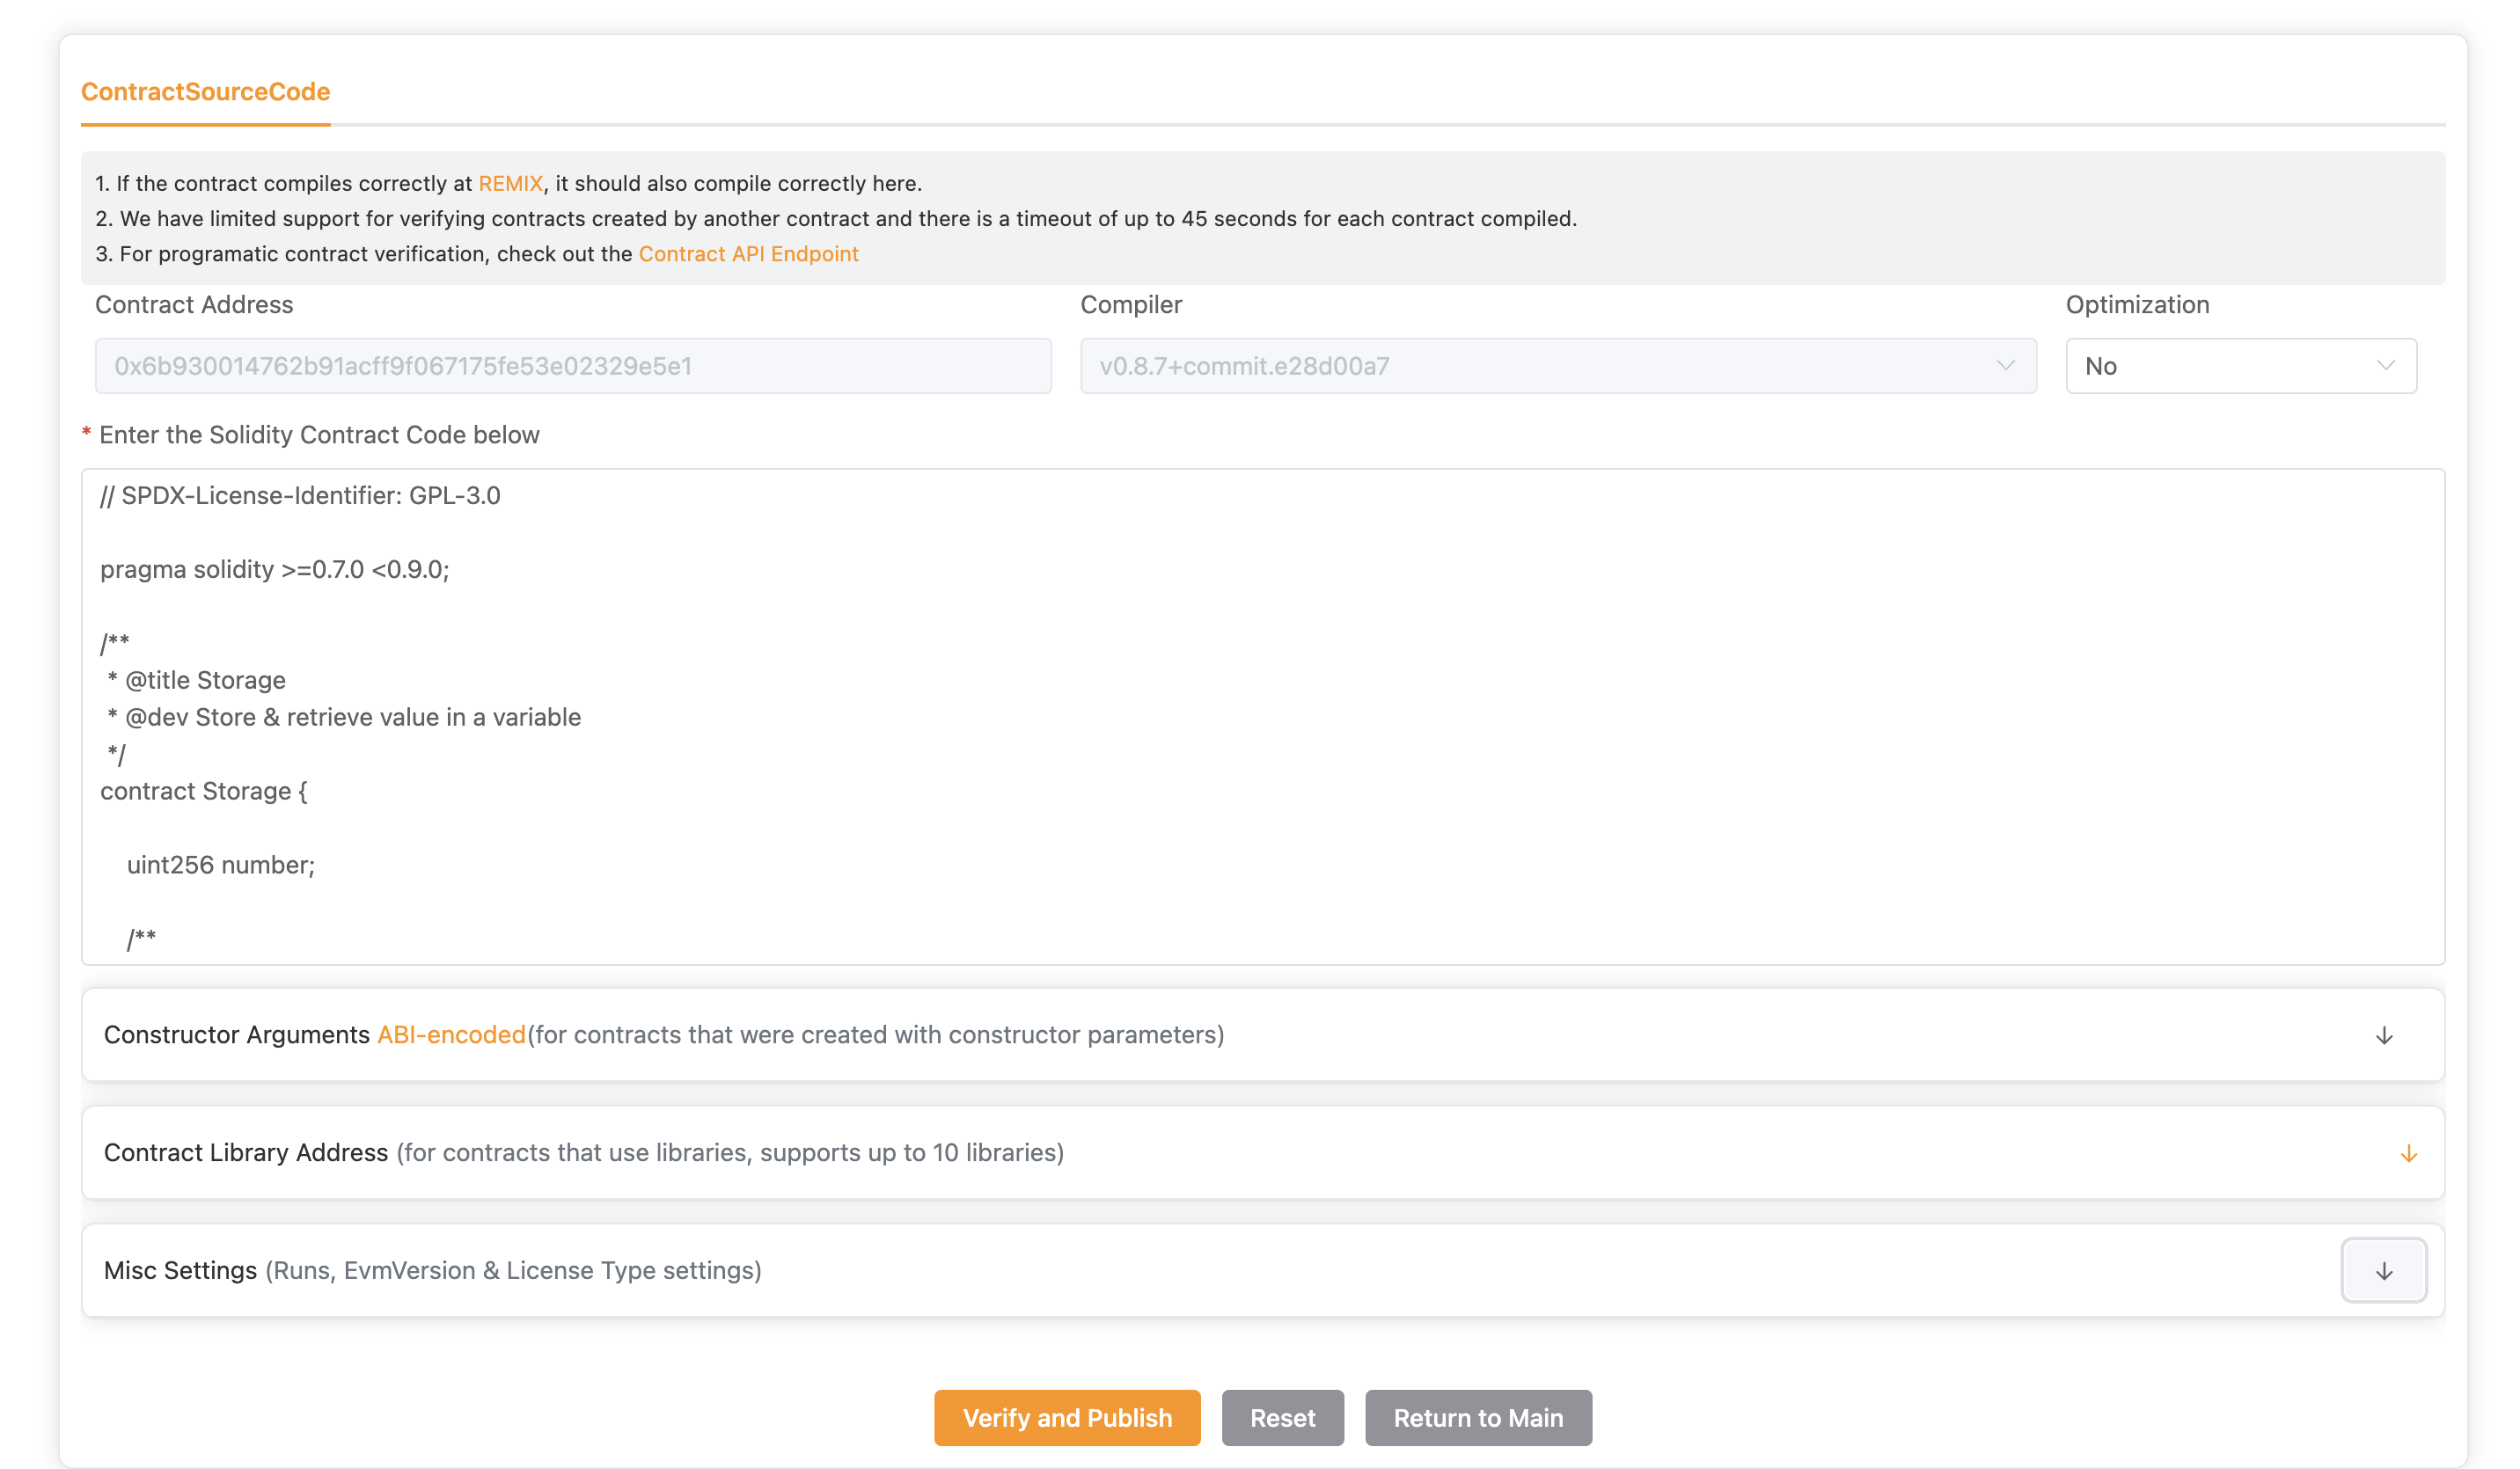 ContractSourceCode
1. If the contract compiles correctly at REMIX, it should also compile correctly here.
2. We have limited support for verifying contracts created by another contract and there is a timeout of up to 45 seconds for each contract compiled.
3. For programatic contract verification, check out the Contract API Endpoint
Contract Address
Compiler
Optimization
0x6b930014762b91acff9f067175fe53e02329e5e1
v0.8.7+commit.e28d00a7
No
* Enter the Solidity Contract Code below
// SPDX-License-Identifier: GPL-3.0
pragma solidity >=0.7.0 <0.9.0;
/**
* @title Storage
* @dev Store & retrieve value in a variable
*/
contract Storage {
uint256 number;
/**
Constructor Arguments ABI-encoded(for contracts that were created with constructor parameters)
Contract Library Address (for contracts that use libraries, supports up to 10 libraries)
Misc Settings (Runs, EvmVersion & License Type settings)
Verify and Publish
Reset
Return to Main